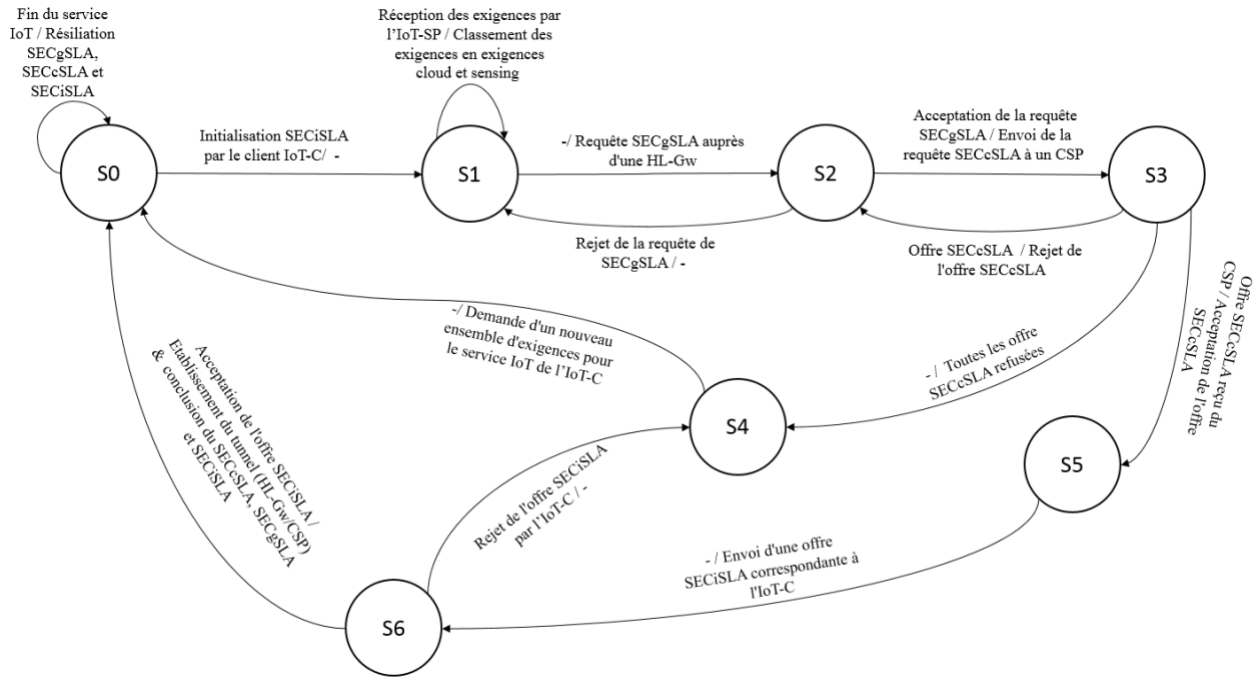 Fin du service
IoT / Résiliation
SECgSLA,
SECcSLA et
SECiSLA
Réception des exigences par
l'IoT-SP / Classement des
exigences en exigences
cloud et sensing
Initialisation SECiSLA
par le client IoT-C/ -
-/ Requête SECgSLA auprès
d'une HL-Gw
Acceptation de la requête
SECgSLA / Envoi de la
requête SECcSLA à un CSP
S0
S1
S2
S3
Rejet de la requête de
SECgSLA / -
Offre SECcSLA / Rejet de
l'offre SECcSLA
Offre SECcSLA reçu du
CSP / Acceptation de l'offre
SECcSLA
-/ Demande d'un nouveau
ensemble d'exigences pour
le service IoT de l'IoT-C
-/ Toutes les offre
SECcSLA refusées
Acceptation de l'offre SECiSLA /
Etablissement du tunnel (HL-Gw/CSP)
& conclusion du SECcSLA, SECgSLA
et SECiSLA
S4
S5
Rejet de l'offre SECiSLA
par l'IoT-C / -
-/ Envoi d'une offre
SECiSLA correspondante à
l'IoT-C
S6